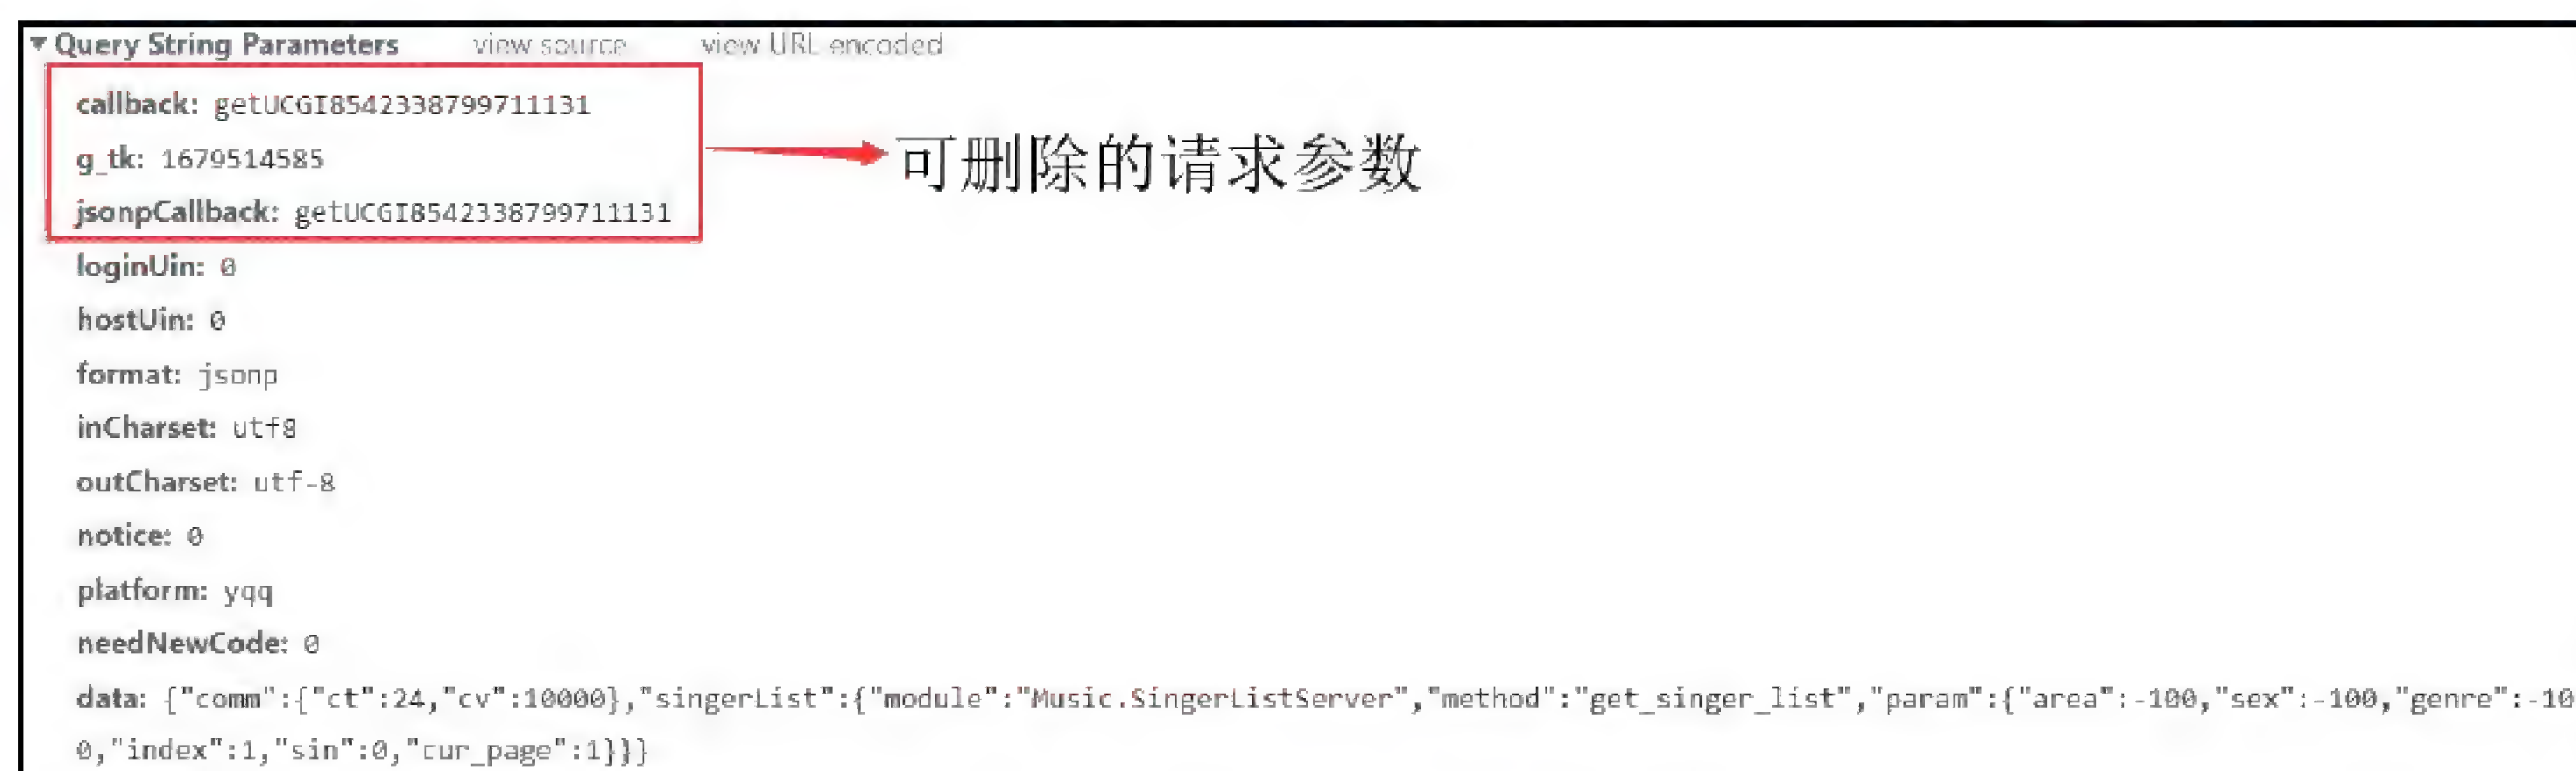 ▼ Query String Parameters view source view URL encoded
callback: getUCGI8542338799711131
g_tk: 1679514585
可删除的请求参数
jsonpCallback: getUCGI8542338799711131
loginUin: 0
hostUin: 0
format: jsonp
inCharset: utf8
outCharset: utf-8
notice: 0
platform: yqq
needNewCode: 0
data: {"comm":{"ct":24,"cv":10000},"singerList":{"module":"Music.SingerListServer","method":"get_singer_list","param":{"area":-100,"sex":-100,"genre":-10
0,"index":1,"sin":0,"cur_page":1}}}